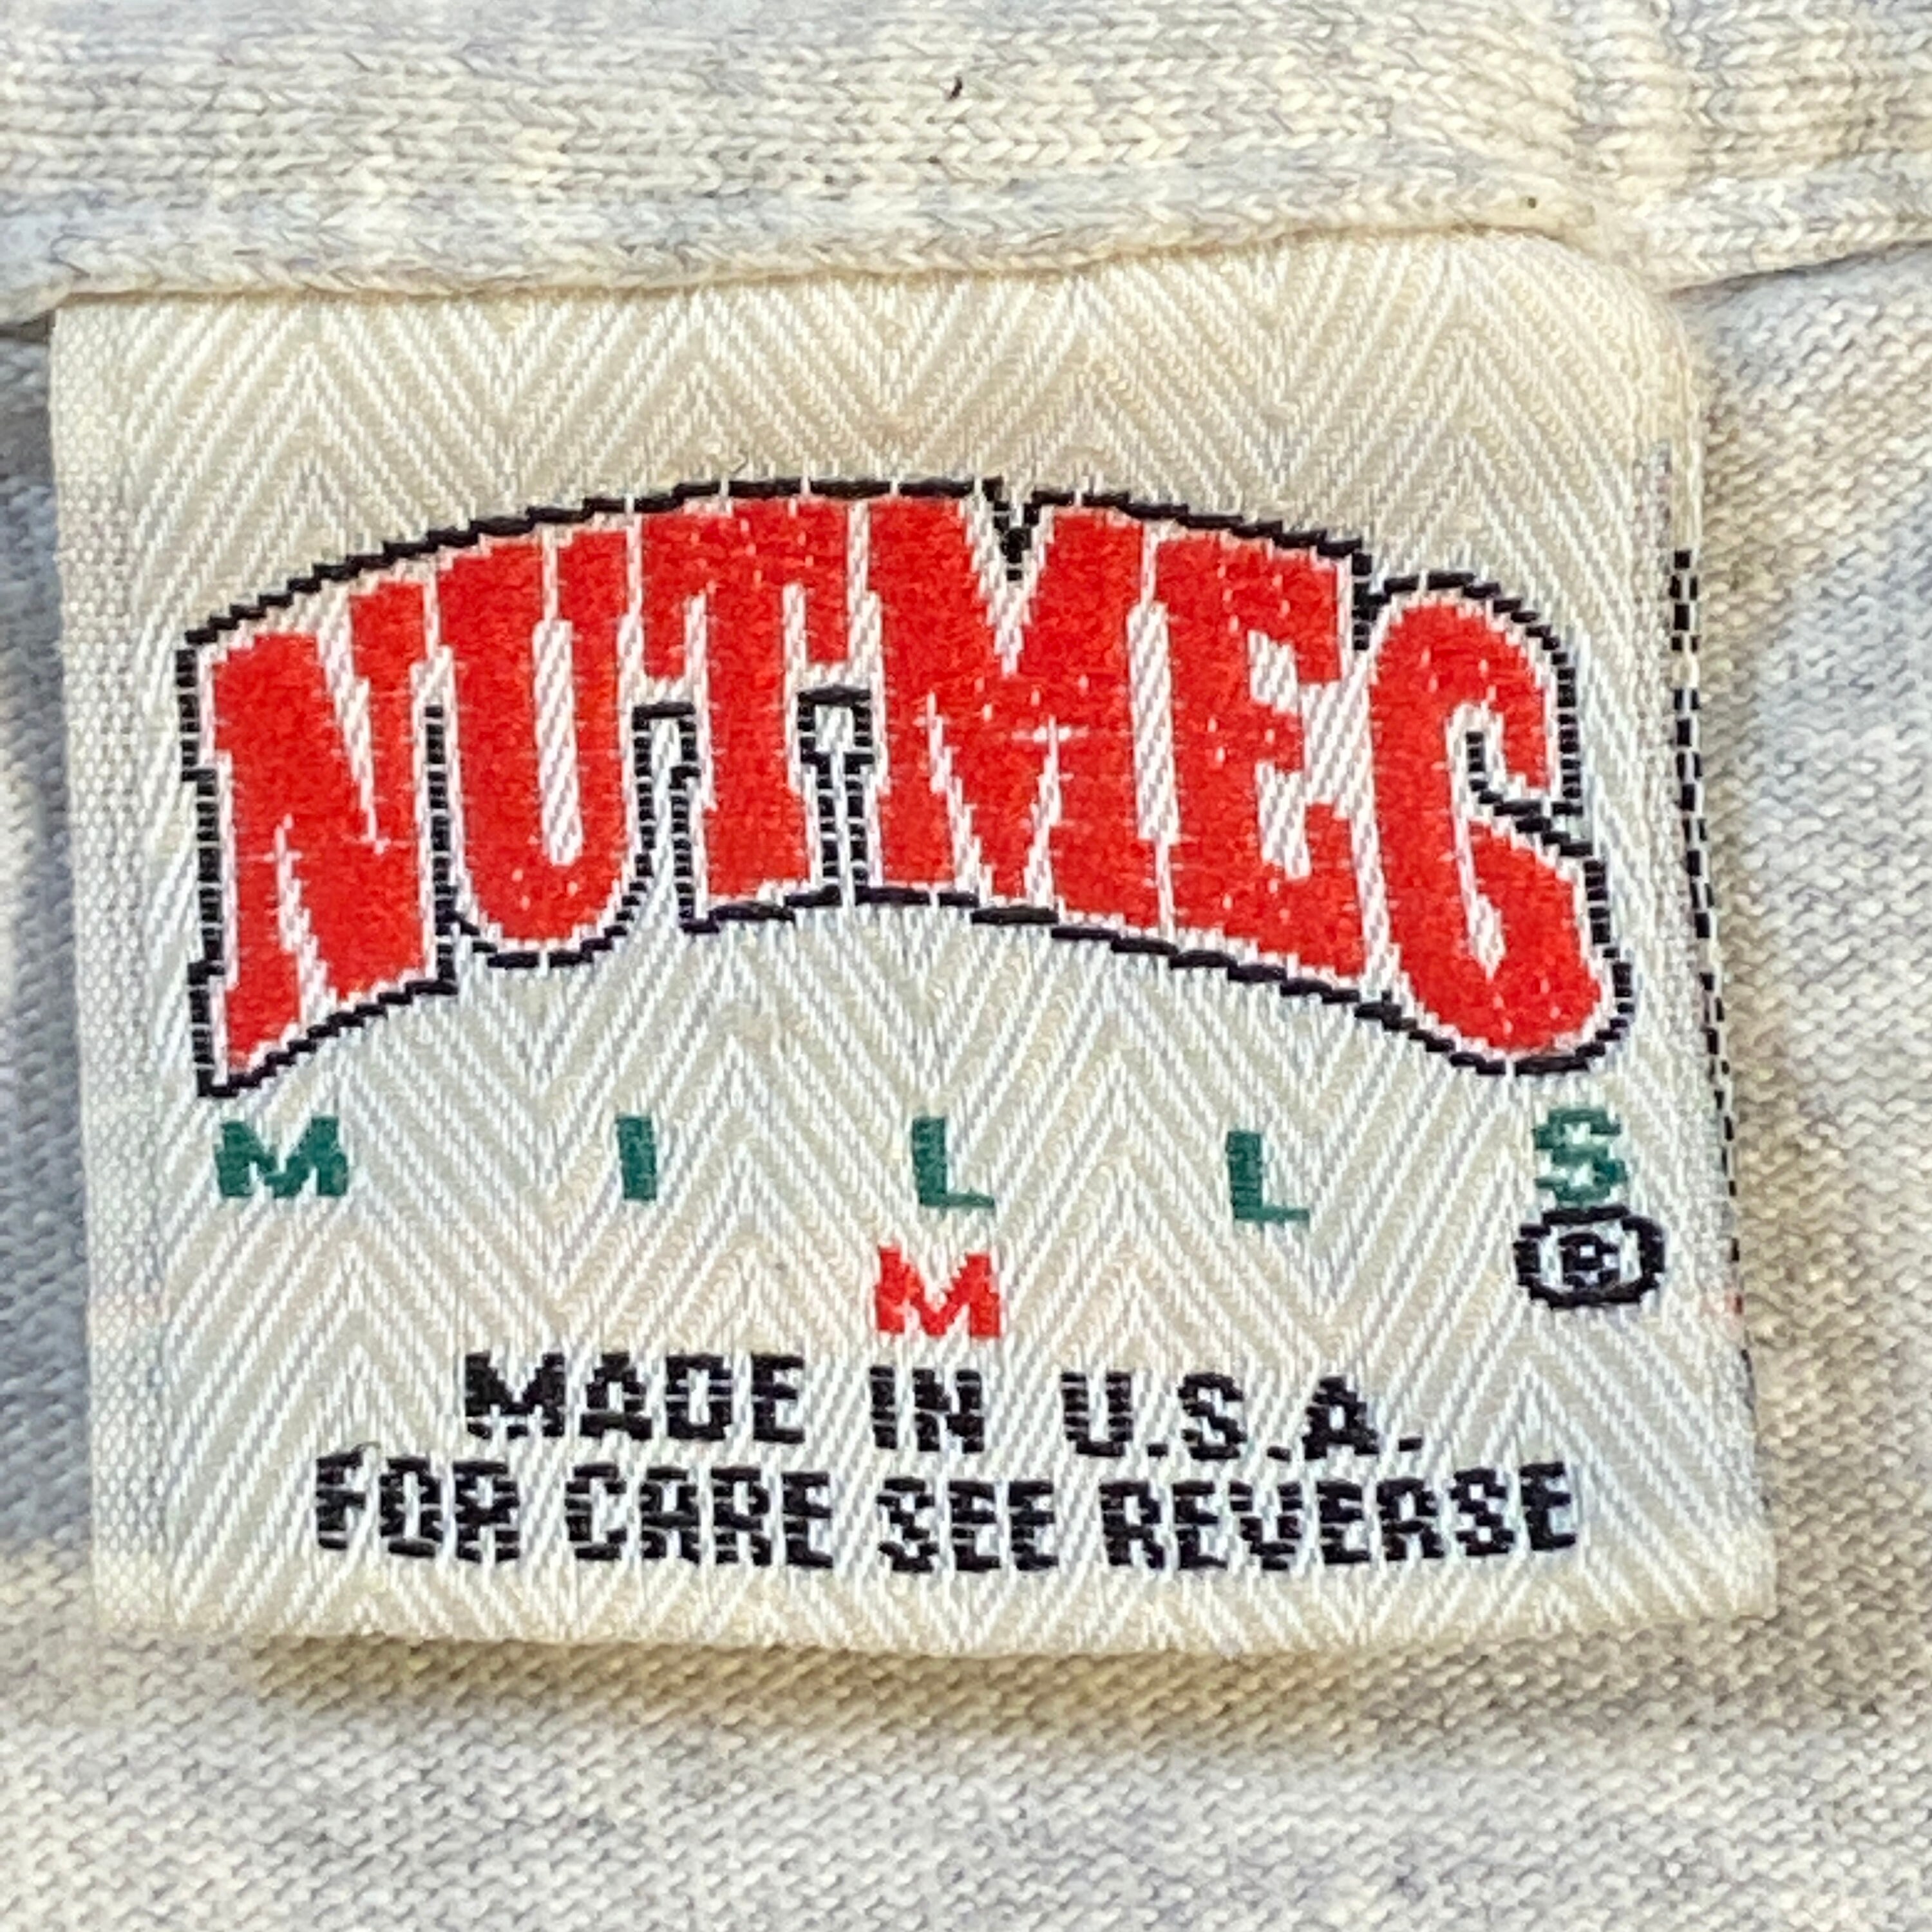 NUTMEG
MILLS
®
M
MADE IN U.S.A.
FOR CARE SEE REVERSE